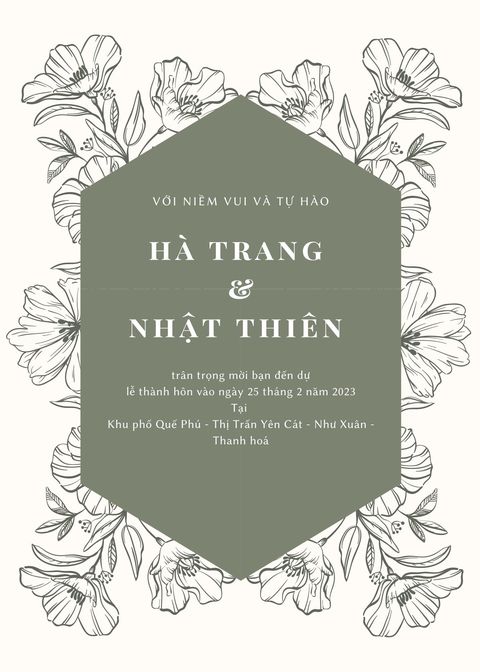 VỚI NIỀM VUI VÀ TỰ HÀO
HÀ TRANG
&
NHẬT THIÊN
trân trọng mời bạn đến dự
lễ thành hôn vào ngày 25 tháng 2 năm 2023
Tại
Khu phố Quế Phú - Thị Trấn Yên Cát - Như Xuân -
Thanh hoá